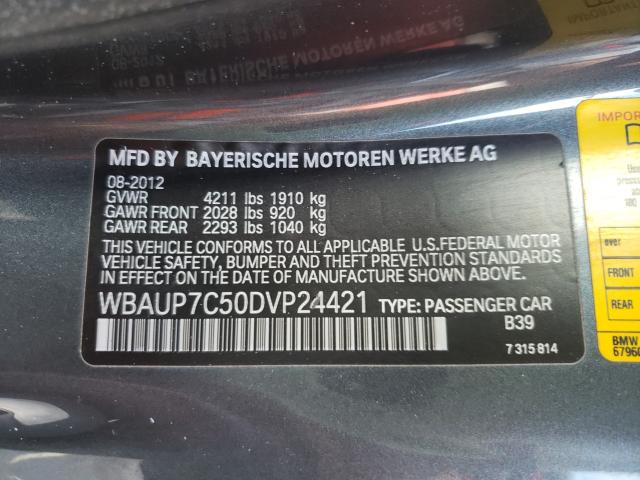 MFD BY BAYERISCHE MOTOREN WERKE AG
08-2012
GVWR 4211 lbs 1910 kg
GAWR FRONT 2028 lbs 920 kg
GAWR REAR 2293 lbs 1040 kg
THIS VEHICLE CONFORMS TO ALL APPLICABLE U.S.FEDERAL MOTOR
VEHICLE SAFETY, BUMPER AND THEFT PREVENTION STANDARDS
IN EFFECT ON THE DATE OF MANUFACTURE SHOWN ABOVE.
WBAUP7C50DVP24421 TYPE: PASSENGER CAR
B39
7 315 814
IMPOR
over
FRONT
REAR
BMW
6796